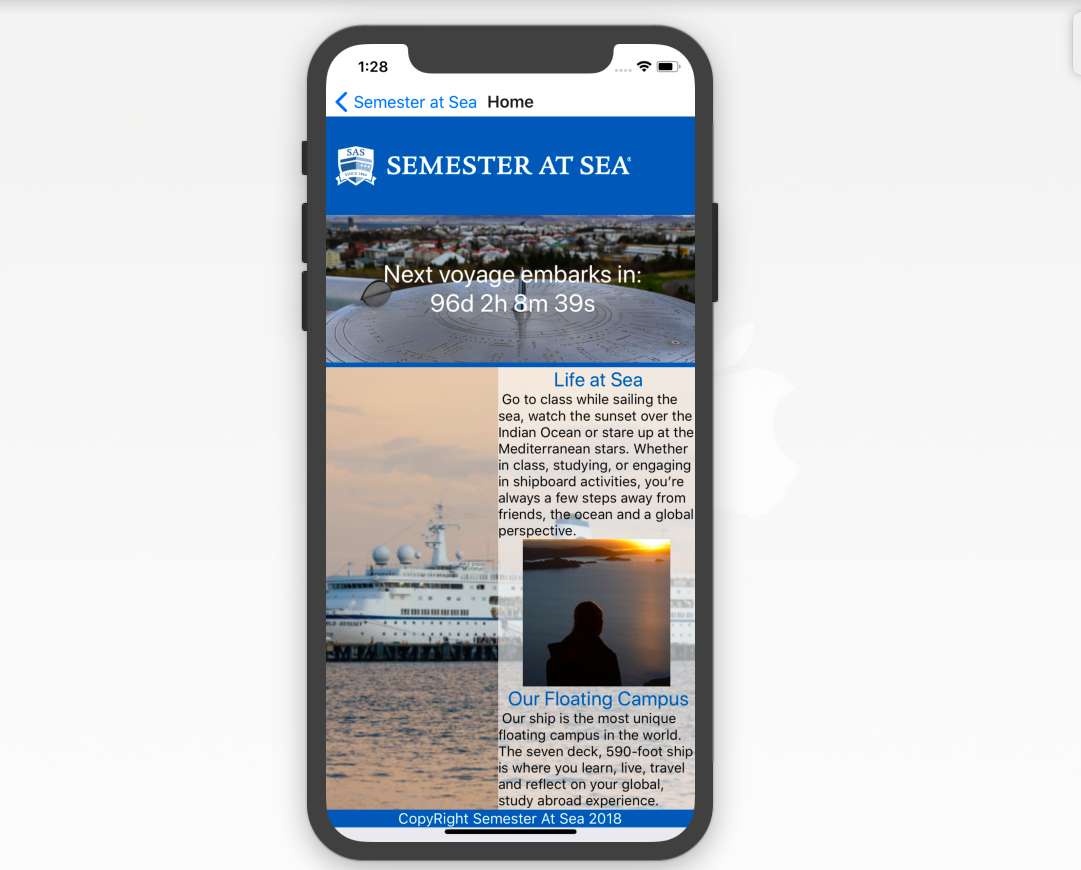 1:28
Semester at Sea Home
SAS
SINCE 1963
SEMESTER AT SEA®
Next voyage embarks in:
96d 2h 8m 39s
Life at Sea
Go to class while sailing the
sea, watch the sunset over the
Indian Ocean or stare up at the
Mediterranean stars. Whether
in class, studying, or engaging
in shipboard activities, you’re
always a few steps away from
friends, the ocean and a global
perspective.
Our Floating Campus
Our ship is the most unique
floating campus in the world.
The seven deck, 590-foot ship
is where you learn, live, travel
and reflect on your global,
study abroad experience.
CopyRight Semester At Sea 2018